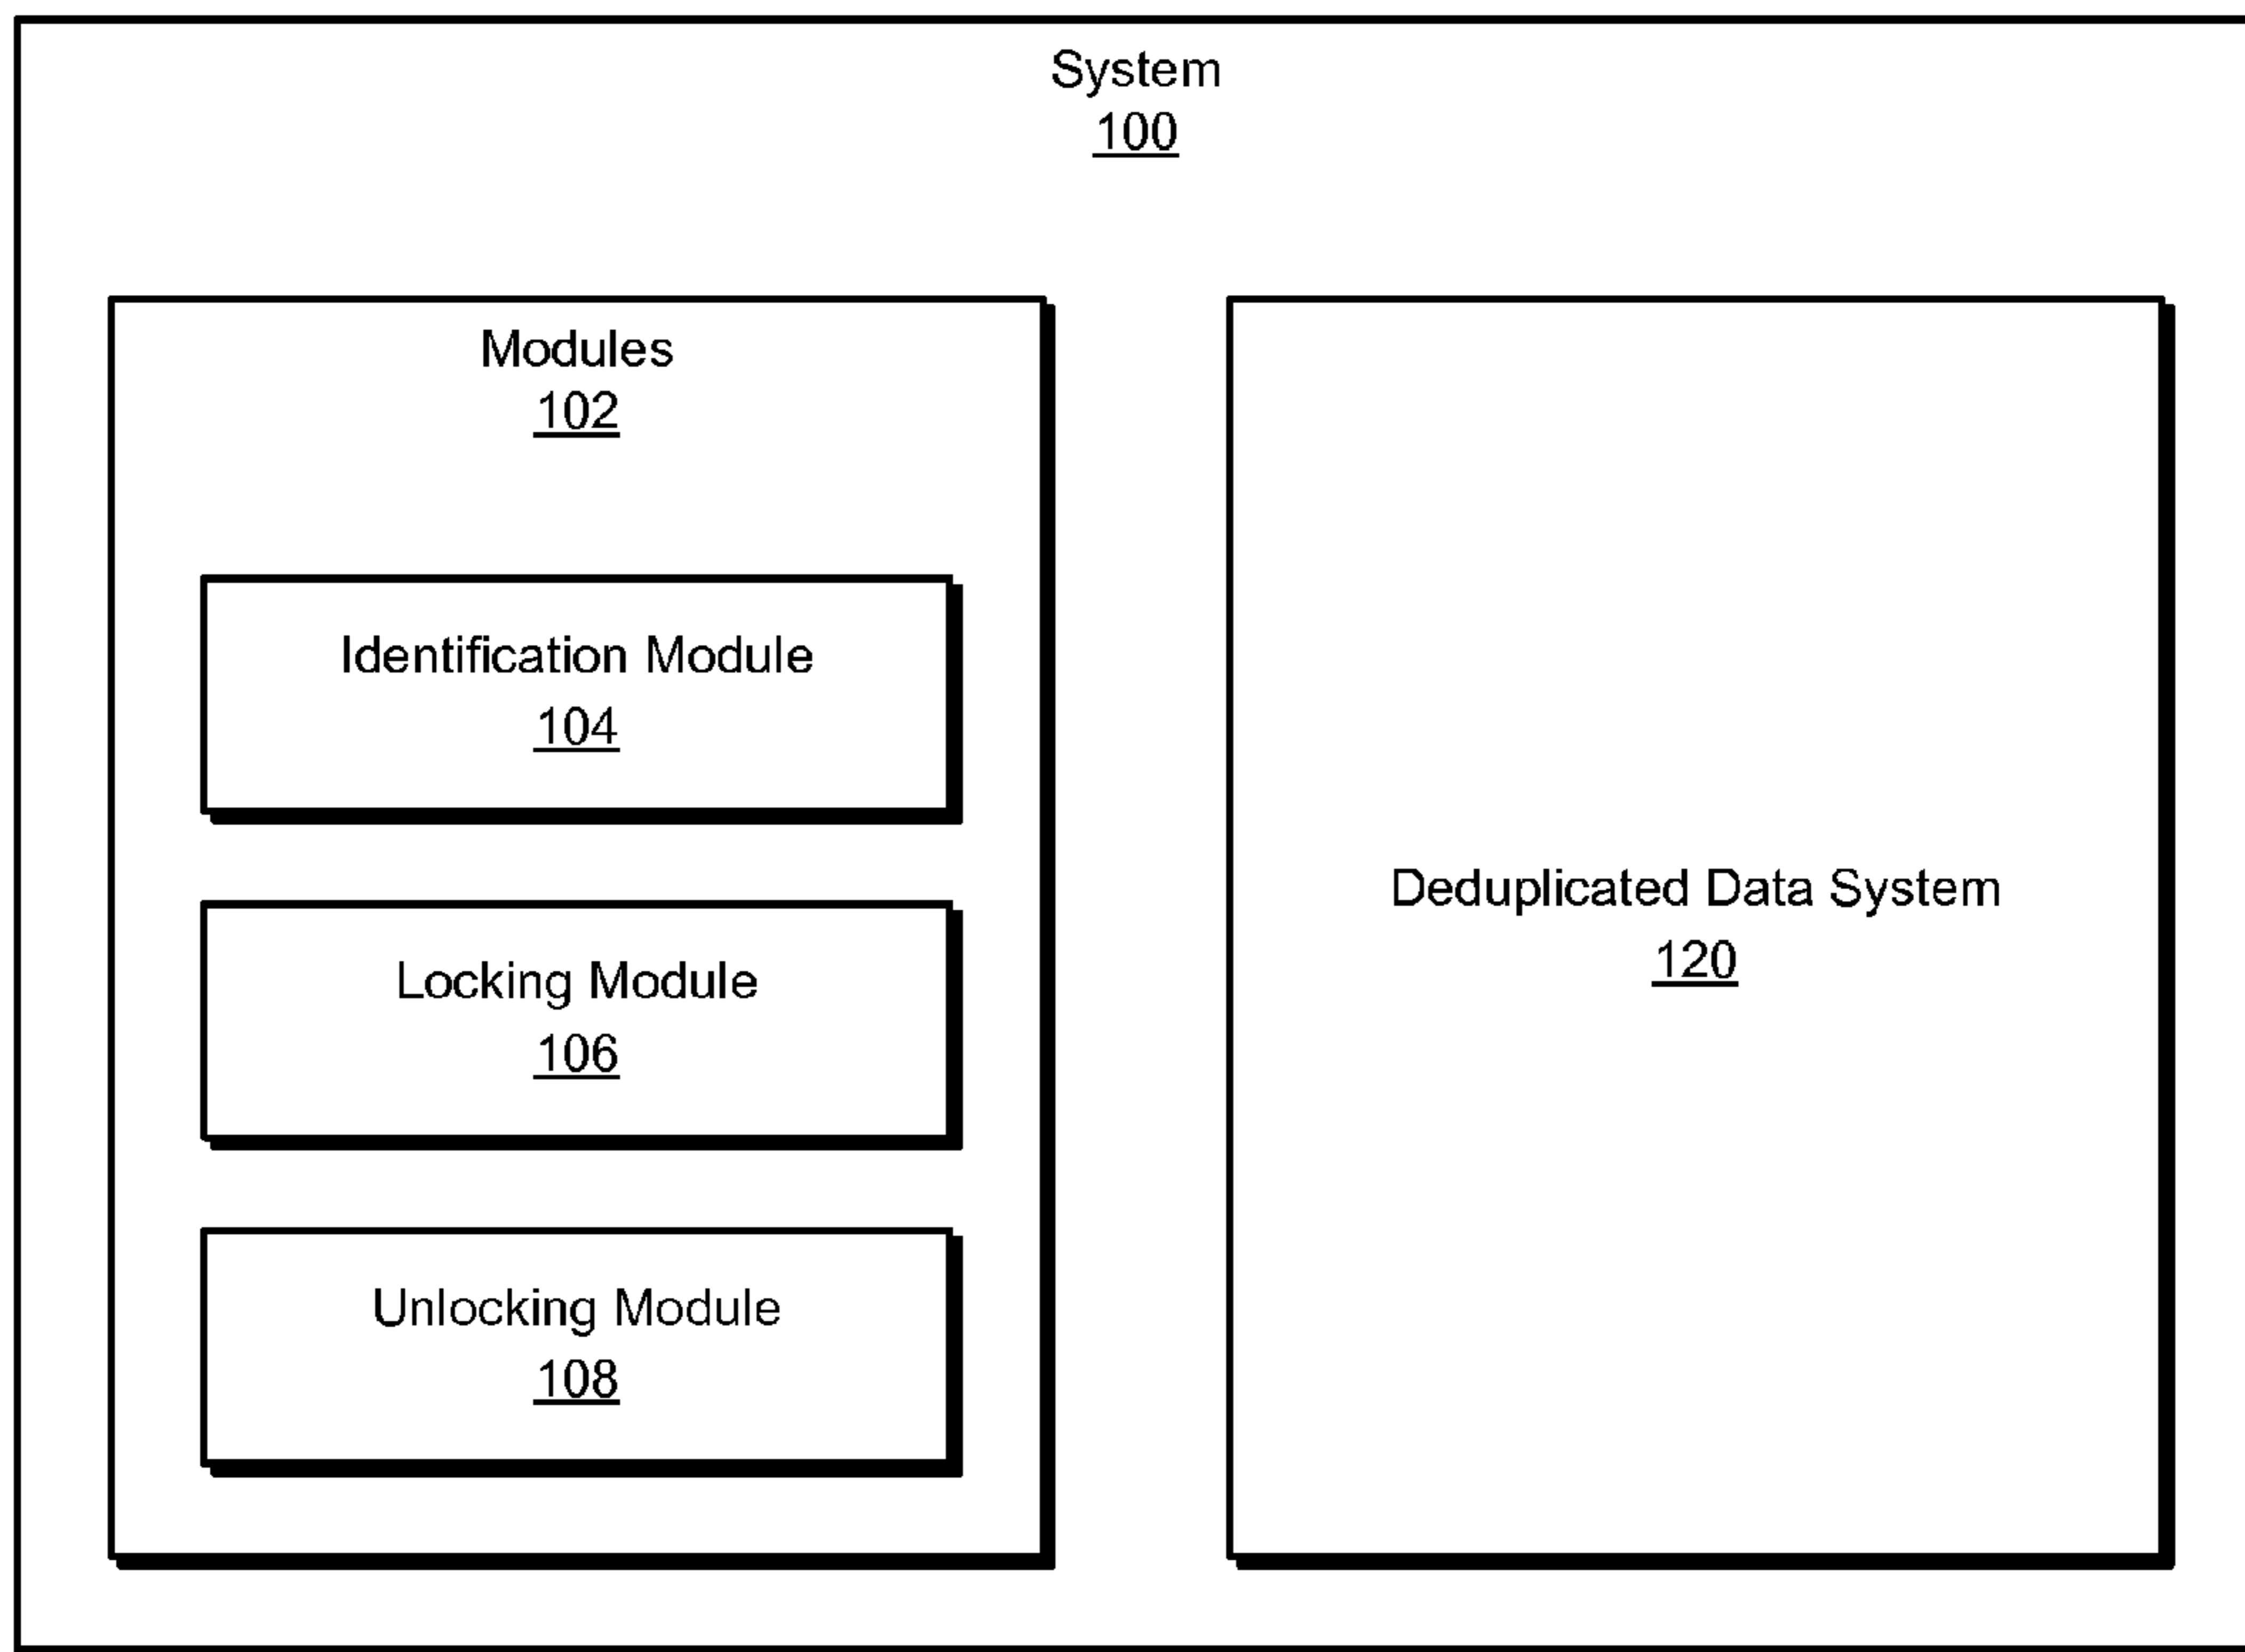 System
100
Modules
102
Identification Module
104
Locking Module
106
Unlocking Module
108
Deduplicated Data System
120